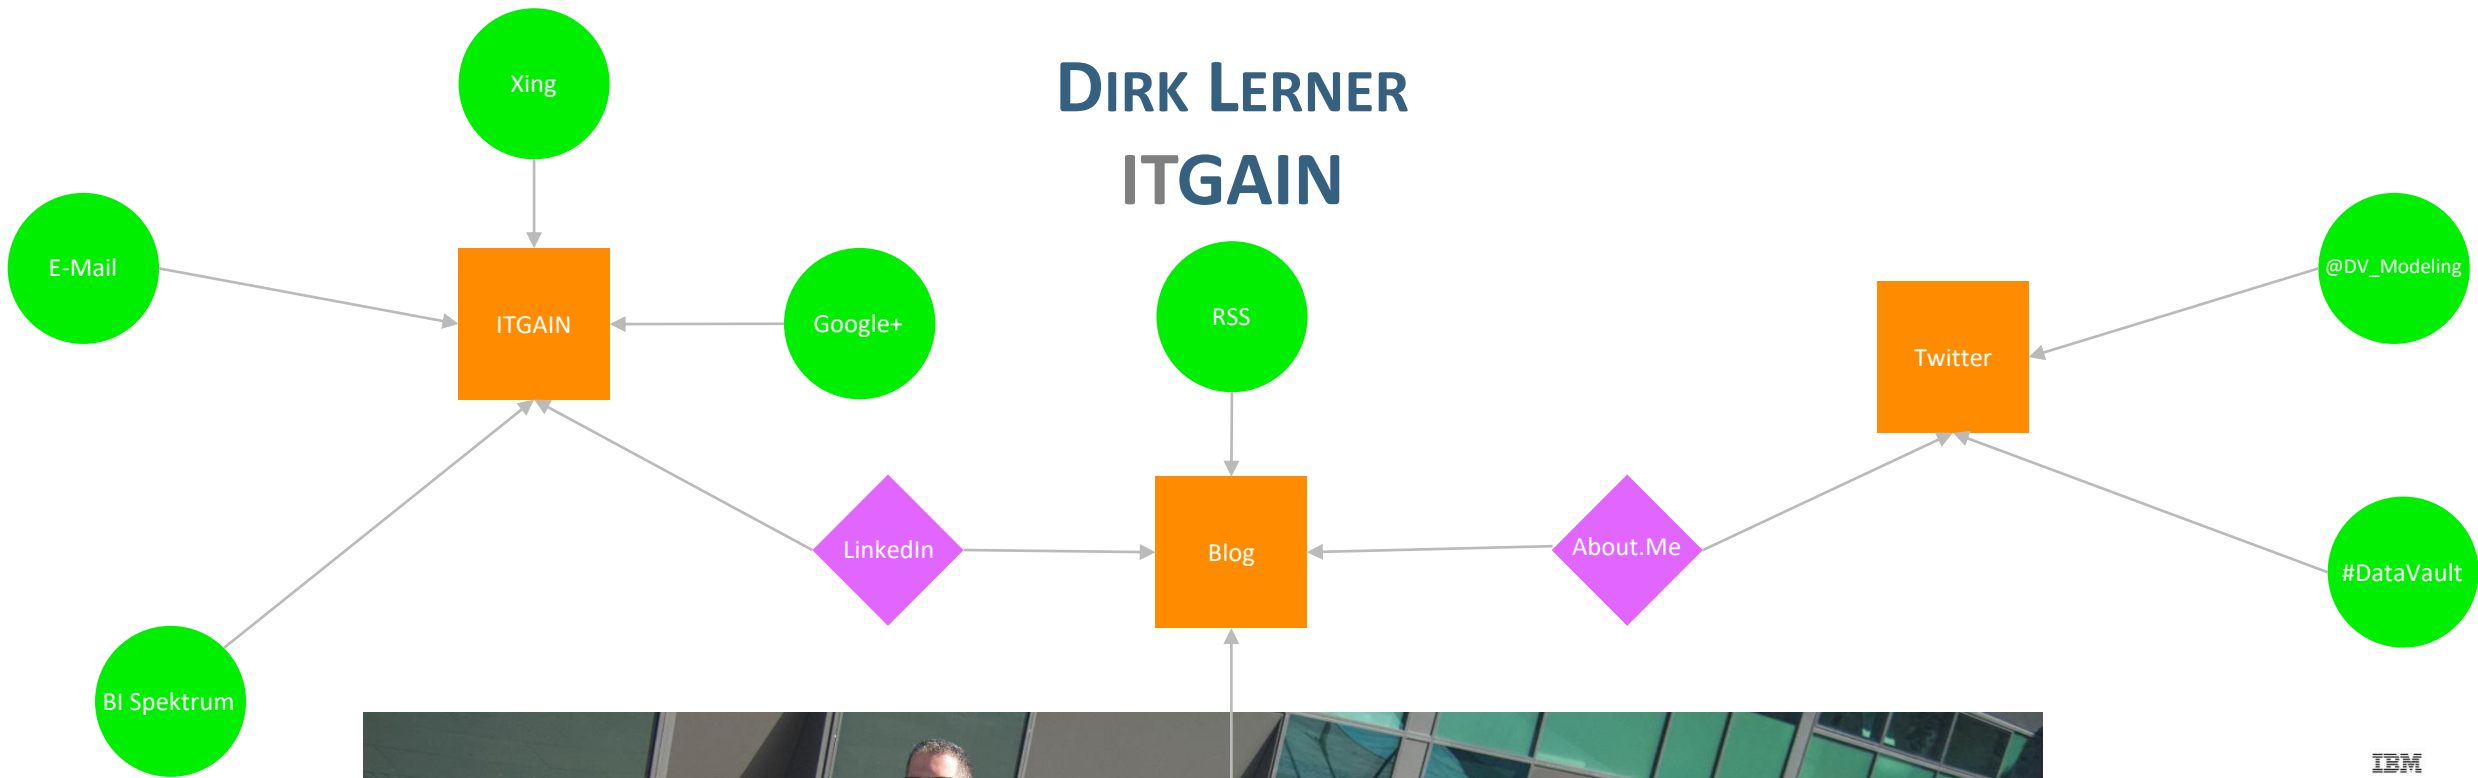 Xing
DIRK LERNER
ITGAIN
E-Mail
@DV_Modeling
ITGAIN
Google+
RSS
Twitter
LinkedIn
Blog
About.Me
#DataVault
BI Spektrum
IBM